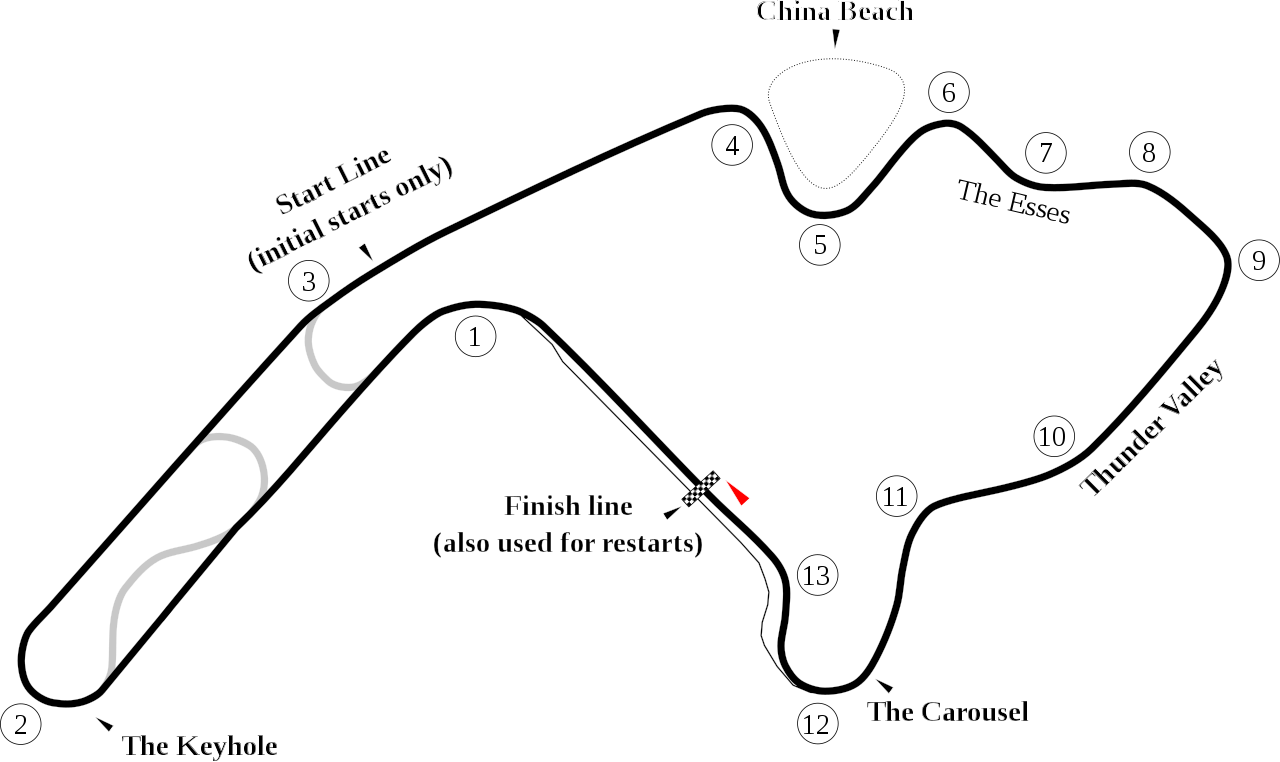 China Beach
6
4
7
8
Start Line
(initial starts only)
The Esses
5
9
3
1
Thunder Valley
10
11
Finish line
(also used for restarts)
13
The Carousel
12
2
The Keyhole